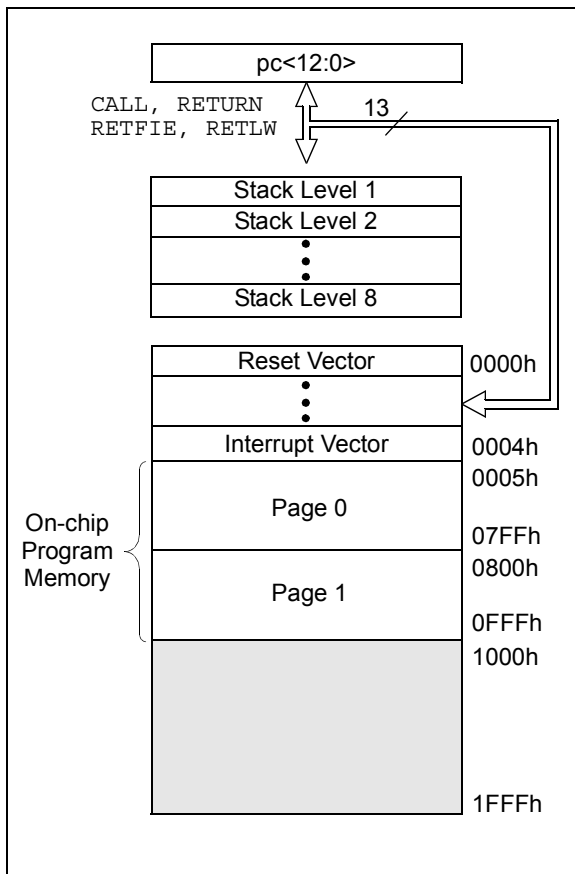 pc<12:0>
CALL, RETURN
RETFIE, RETLW
13
Stack Level 1
Stack Level 2
Stack Level 8
Reset Vector
0000h
Interrupt Vector
0004h
0005h
Page 0
07FFh
On-chip
Program
Memory
0800h
Page 1
0FFFh
1000h
1FFFh